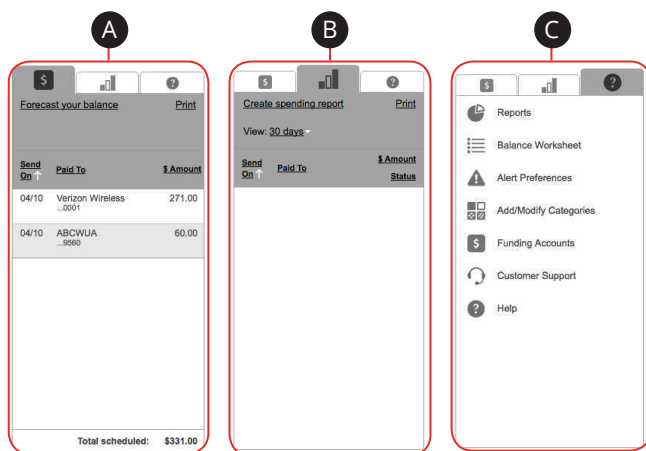 A
B
C
$
?
Forecast your balance Print
Send On ↑ Paid To $ Amount
04/10 Verizon Wireless 271.00
...0001
04/10 ABCWUA 60.00
...9560
Total scheduled: $331.00
$
?
Create spending report Print
View: 30 days
Send On ↑ Paid To $ Amount
Status
$
?
Reports
Balance Worksheet
Alert Preferences
Add/Modify Categories
$ Funding Accounts
Customer Support
? Help